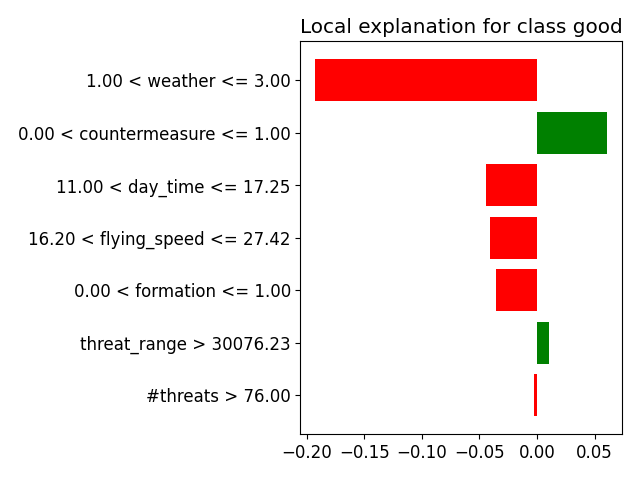 Local explanation for class good
1.00 < weather <= 3.00
0.00 < countermeasure <= 1.00
11.00 < day_time <= 17.25
16.20 < flying_speed <= 27.42
0.00 < formation <= 1.00
threat_range > 30076.23
#threats > 76.00
−0.20 −0.15 −0.10 −0.05 0.00 0.05